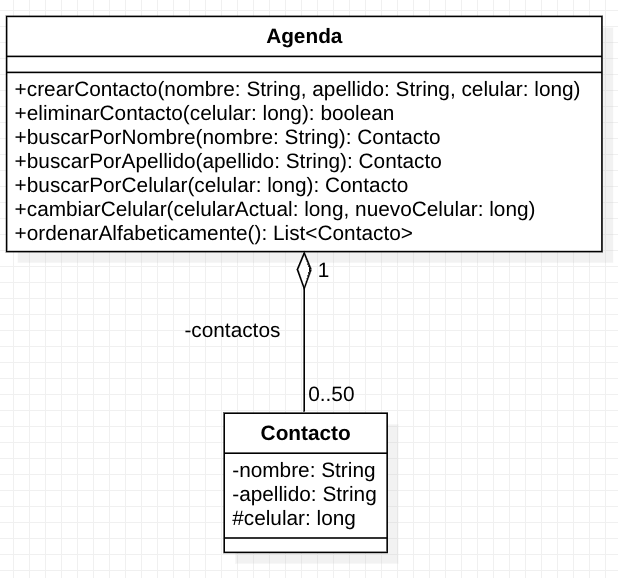 Agenda
+crearContacto(nombre: String, apellido: String, celular: long)
+eliminarContacto(celular: long): boolean
+buscarPorNombre(nombre: String): Contacto
+buscarPorApellido(apellido: String): Contacto
+buscarPorCelular(celular: long): Contacto
+cambiarCelular(celularActual: long, nuevoCelular: long)
+ordenarAlfabeticamente(): List<Contacto>
1
-contactos
0..50
Contacto
-nombre: String
-apellido: String
#celular: long